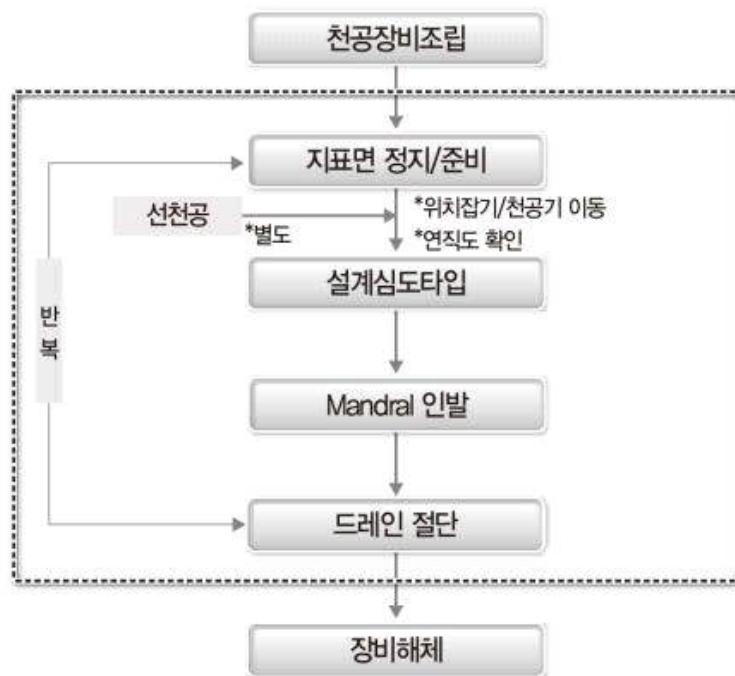 천공장비조립
지표면 정지/준비
선천공
*별도
*위치잡기/천공기 이동
*연직도 확인
설계심도타입
반
복
Mandral 인발
드레인 절단
장비해체